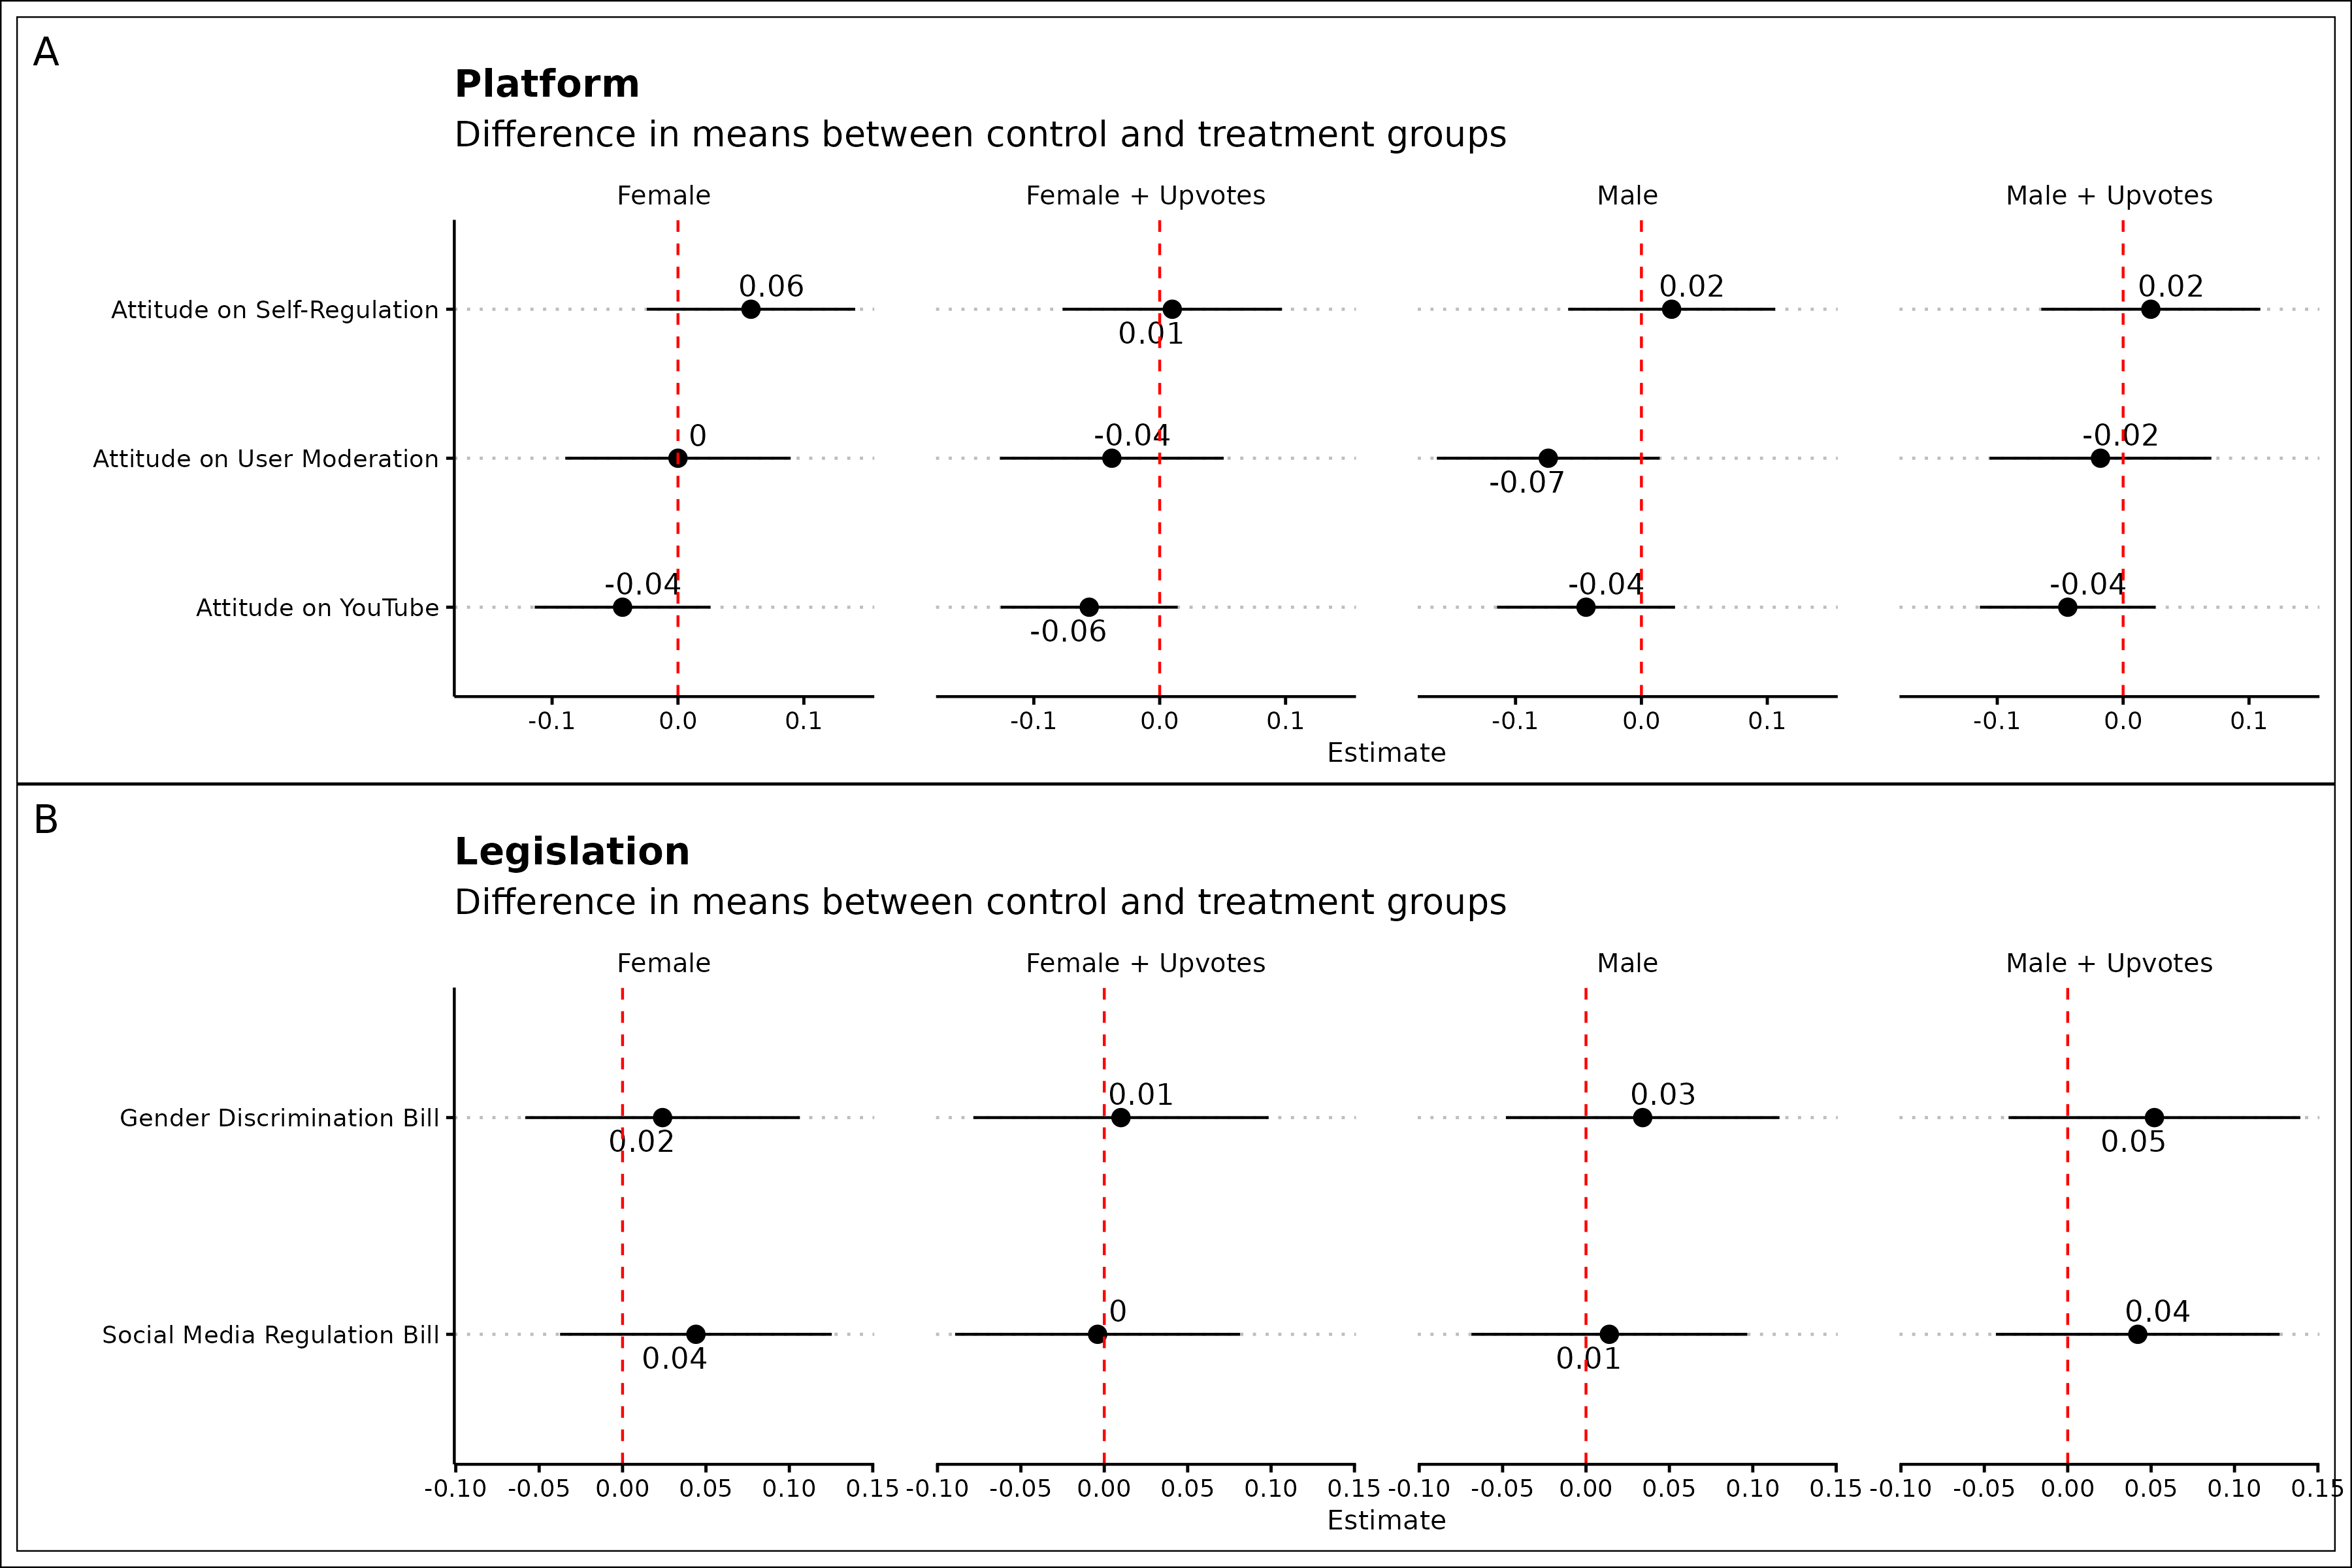 A
Platform
Difference in means between control and treatment groups
Female
Female + Upvotes
Male
Male + Upvotes
Attitude on Self-Regulation
0.06
0.01
0.02
0.02
Attitude on User Moderation
0
-0.04
-0.07
-0.02
Attitude on YouTube
-0.04
-0.06
-0.04
-0.04
-0.1 0.0 0.1
-0.1 0.0 0.1
-0.1 0.0 0.1
-0.1 0.0 0.1
Estimate
B
Legislation
Difference in means between control and treatment groups
Female
Female + Upvotes
Male
Male + Upvotes
Gender Discrimination Bill
0.02
0.01
0.03
0.05
Social Media Regulation Bill
0.04
0
0.01
0.04
-0.10 -0.05 0.00 0.05 0.10 0.15
-0.10 -0.05 0.00 0.05 0.10 0.15
-0.10 -0.05 0.00 0.05 0.10 0.15
-0.10 -0.05 0.00 0.05 0.10 0.15
Estimate